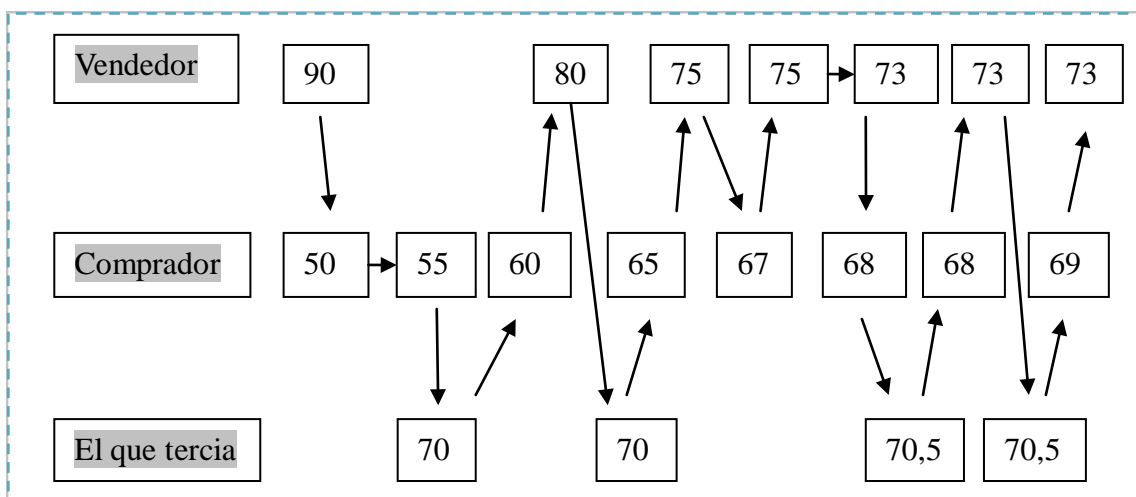 Vendedor 90 80 75 75 73 73 73
Comprador 50 55 60 65 67 68 68 69
El que tercia 70 70 70,5 70,5